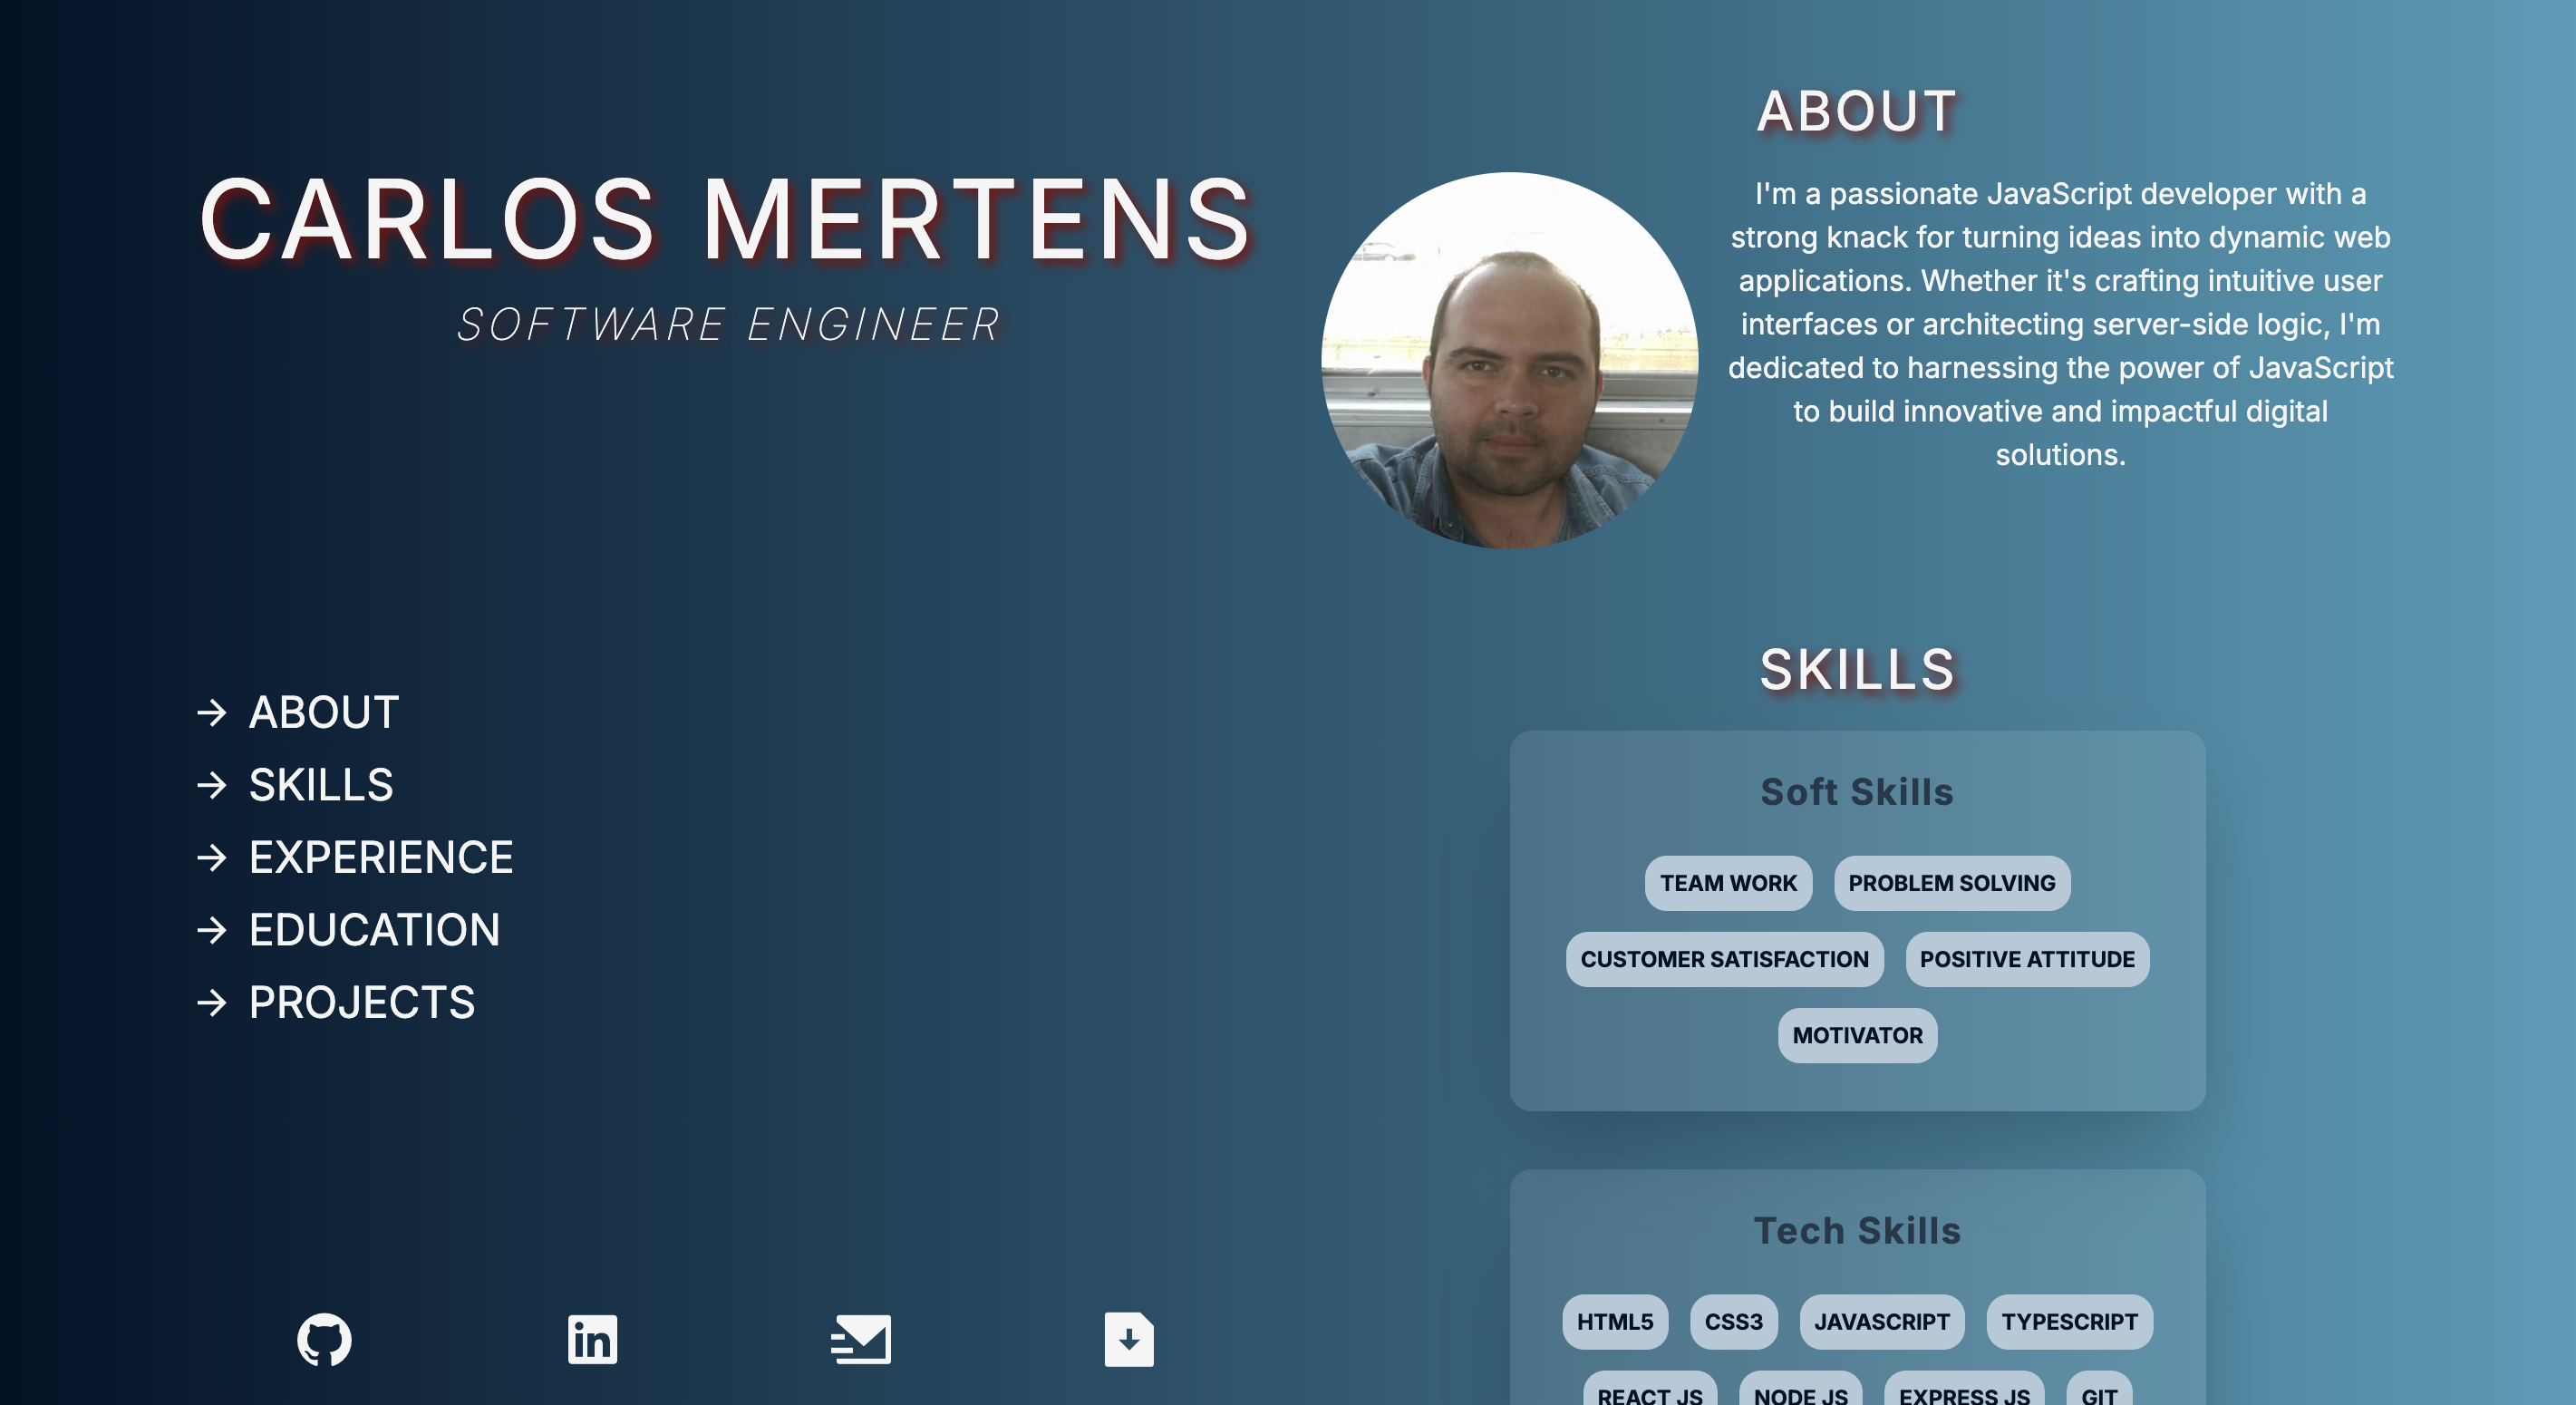 CARLOS MERTENS
SOFTWARE ENGINEER
→ ABOUT
→ SKILLS
→ EXPERIENCE
→ EDUCATION
→ PROJECTS
in
ABOUT
I'm a passionate JavaScript developer with a
strong knack for turning ideas into dynamic web
applications. Whether it's crafting intuitive user
interfaces or architecting server-side logic, I'm
dedicated to harnessing the power of JavaScript
to build innovative and impactful digital
solutions.
SKILLS
Soft Skills
TEAM WORK PROBLEM SOLVING
CUSTOMER SATISFACTION POSITIVE ATTITUDE
MOTIVATOR
Tech Skills
HTML5 CSS3 JAVASCRIPT TYPESCRIPT
REACT JS NODE JS EXPRESS JS GIT